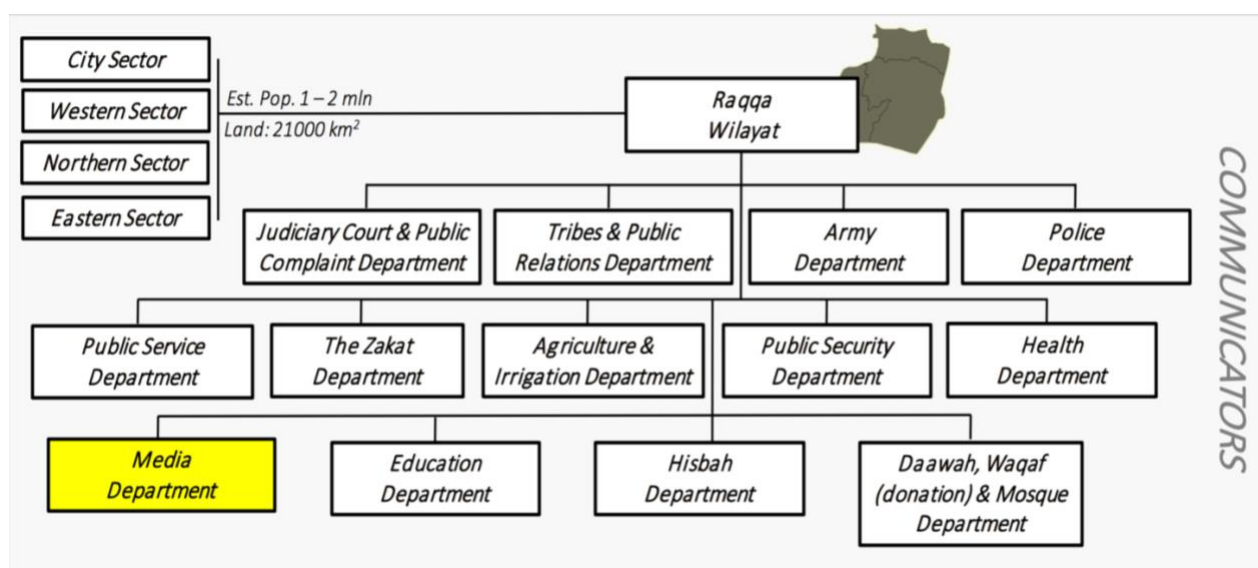 City Sector
Western Sector
Northern Sector
Eastern Sector
Est. Pop. 1 – 2 mln
Land: 21000 km²
Raqqa
Wilayat
Judiciary Court & Public
Complaint Department
Tribes & Public
Relations Department
Army
Department
Police
Department
Public Service
Department
The Zakat
Department
Agriculture &
Irrigation Department
Public Security
Department
Health
Department
Media
Department
Education
Department
Hisbah
Department
Daawah, Waqaf
(donation) & Mosque
Department
COMMUNICATORS